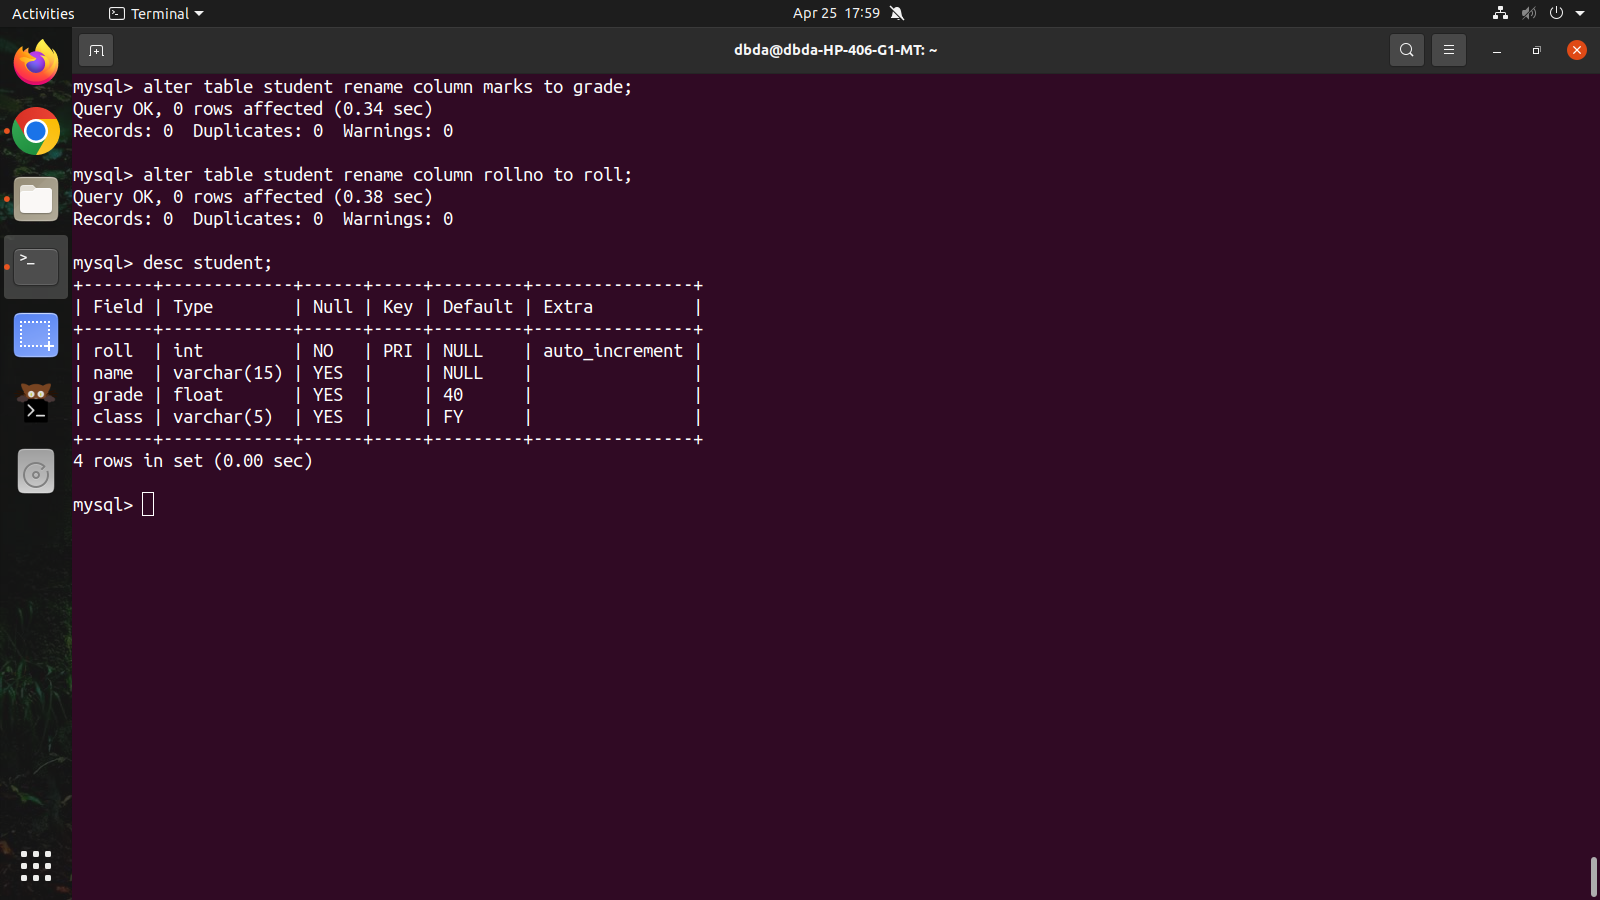 Activities Terminal Apr 25 17:59
dbda@dbda-HP-406-G1-MT: ~
mysql> alter table student rename column marks to grade;
Query OK, 0 rows affected (0.34 sec)
Records: 0  Duplicates: 0  Warnings: 0
mysql> alter table student rename column rollno to roll;
Query OK, 0 rows affected (0.38 sec)
Records: 0  Duplicates: 0  Warnings: 0
mysql> desc student;
+-------+-------------+------+-----+---------+----------------+
| Field | Type        | Null | Key | Default | Extra          |
+-------+-------------+------+-----+---------+----------------+
| roll  | int         | NO   | PRI | NULL    | auto_increment |
| name  | varchar(15) | YES  |     | NULL    |                |
| grade | float       | YES  |     | 40      |                |
| class | varchar(5)  | YES  |     | FY      |                |
+-------+-------------+------+-----+---------+----------------+
4 rows in set (0.00 sec)
mysql>